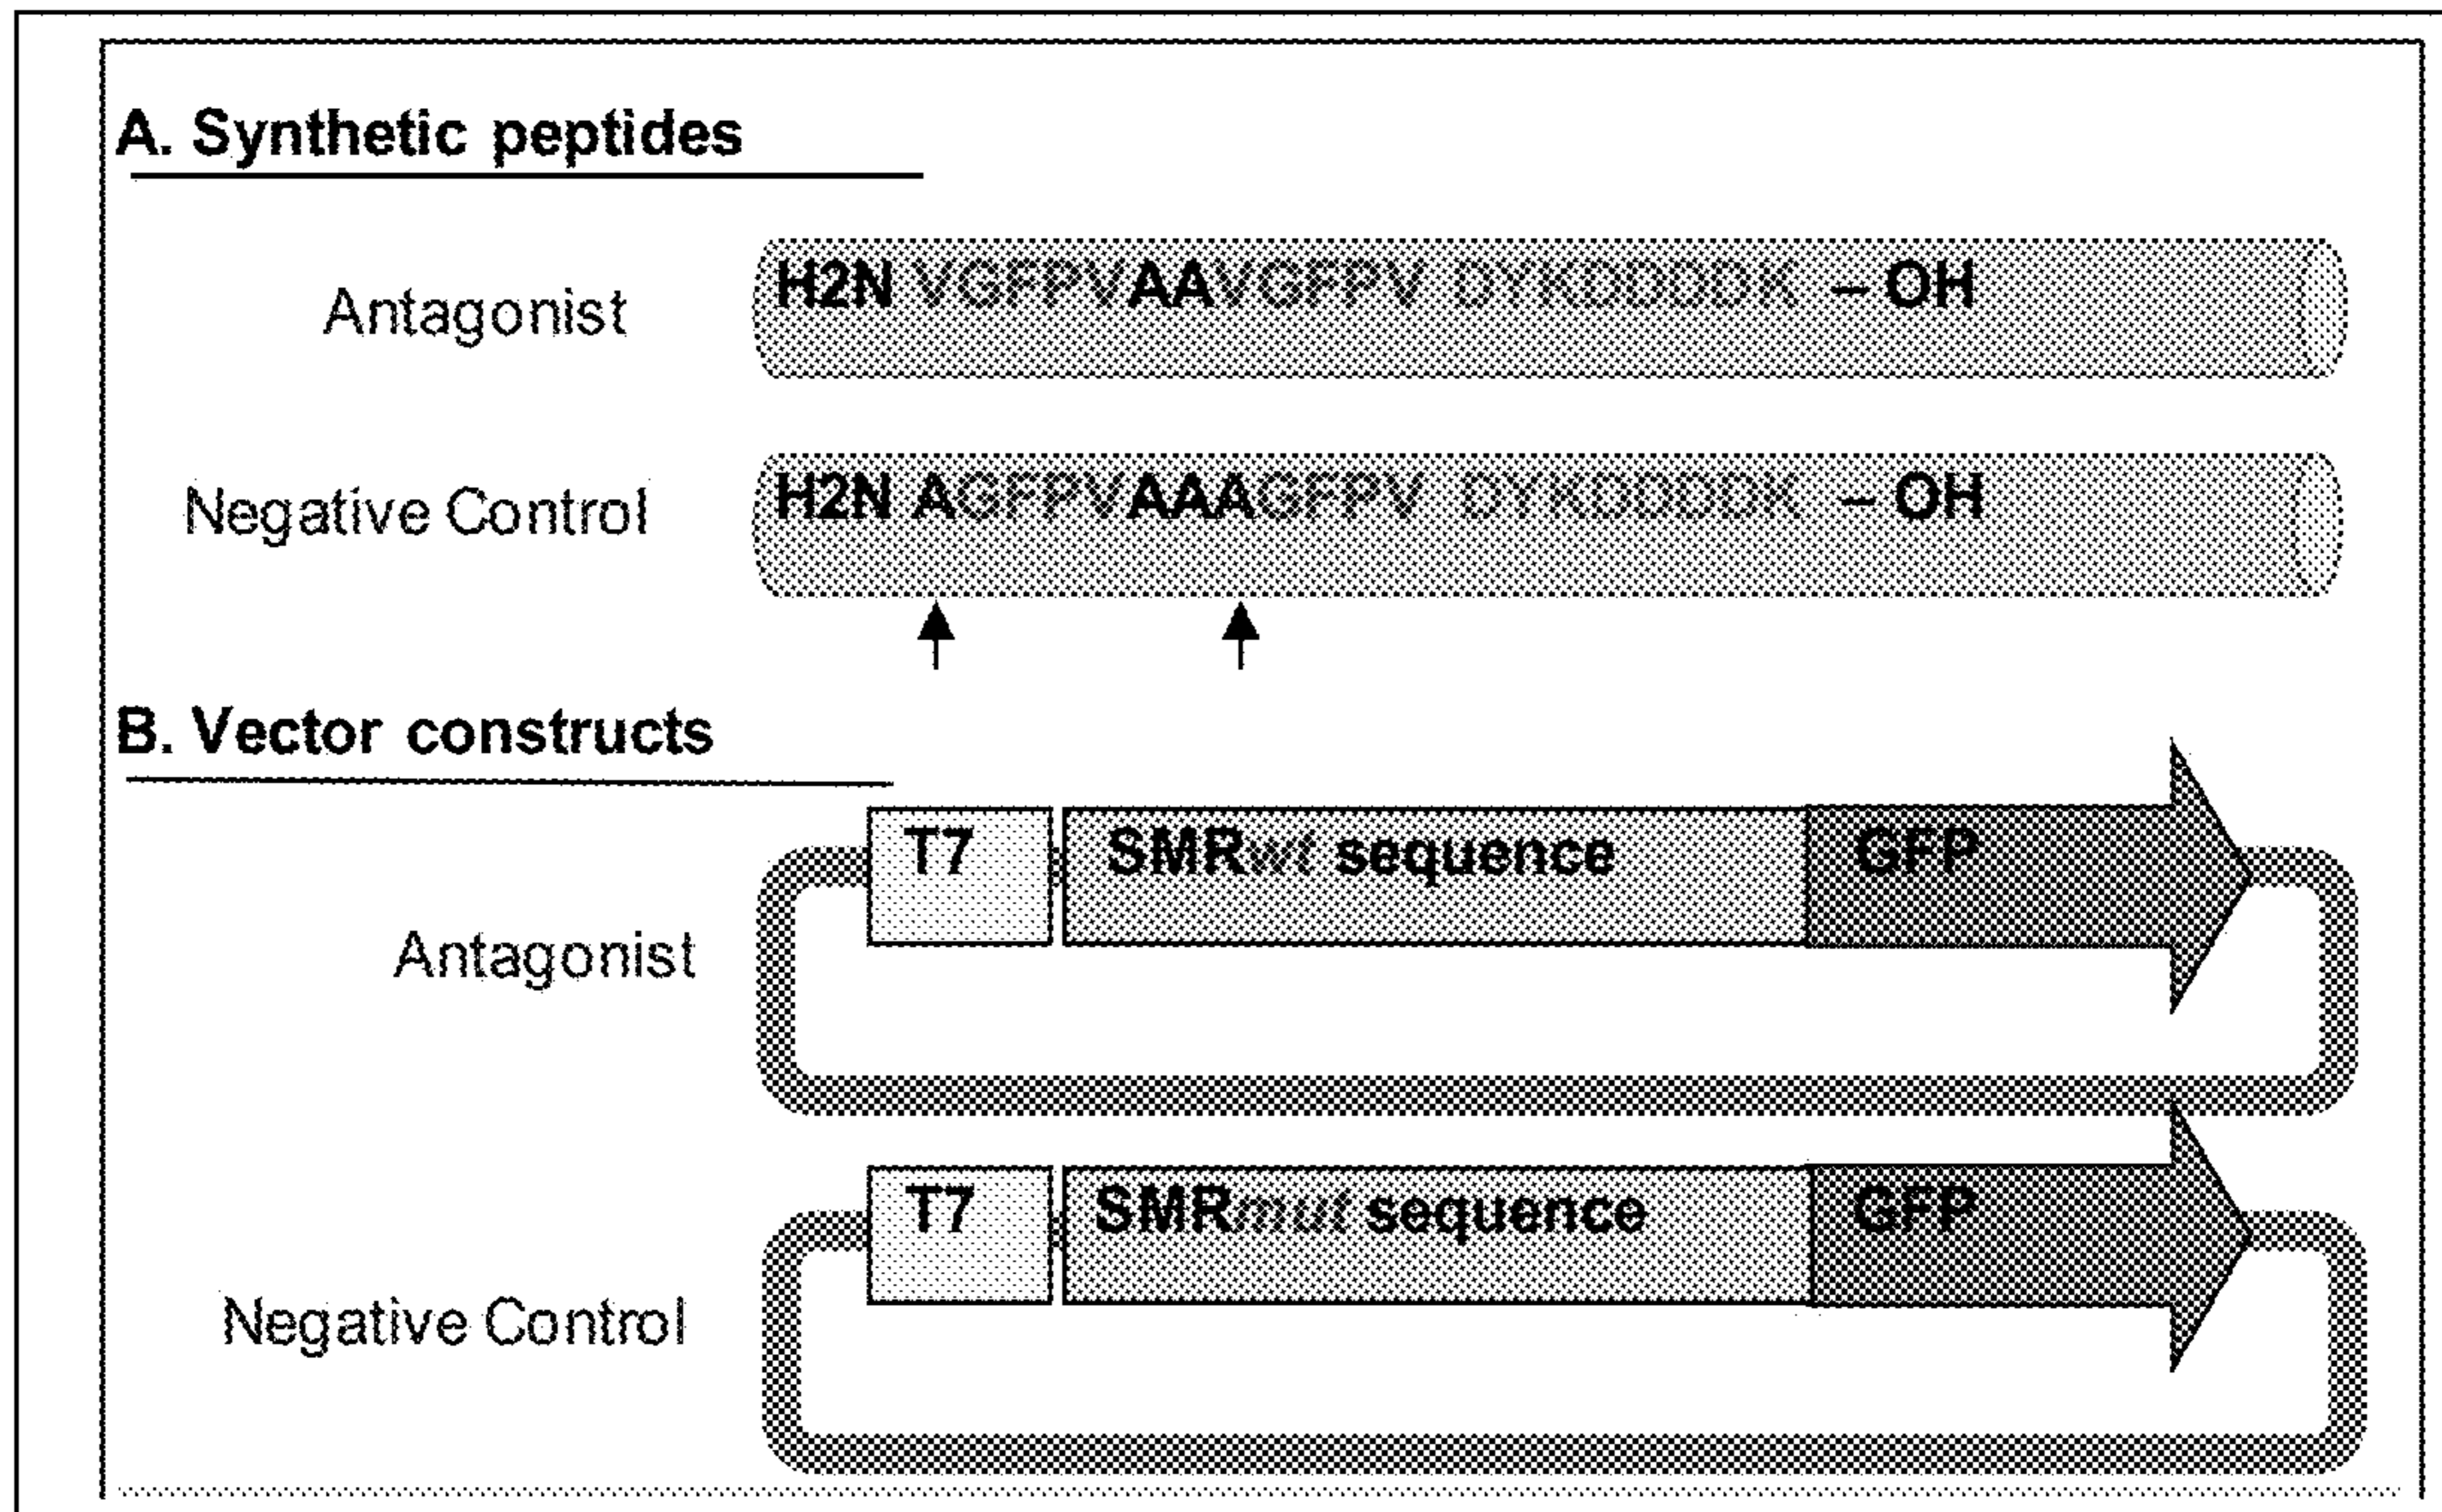 A. Synthetic peptides
Antagonist
H2N VGFPVAAVGFPV DYKDDDDK – OH
Negative Control
H2N AGFPVAAAGFPV DYKDDDDK – OH
B. Vector constructs
T7 SMRwt sequence GFP
Antagonist
T7 SMRmut sequence GFP
Negative Control